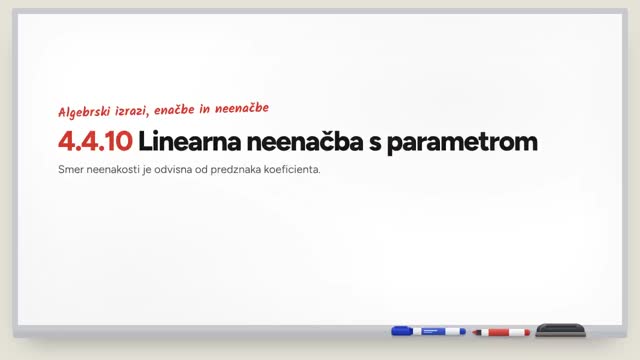 Algebrski izrazi, enačbe in neenačbe
4.4.10 Linearna neenačba s parametrom
Smer neenakosti je odvisna od predznaka koeficienta.